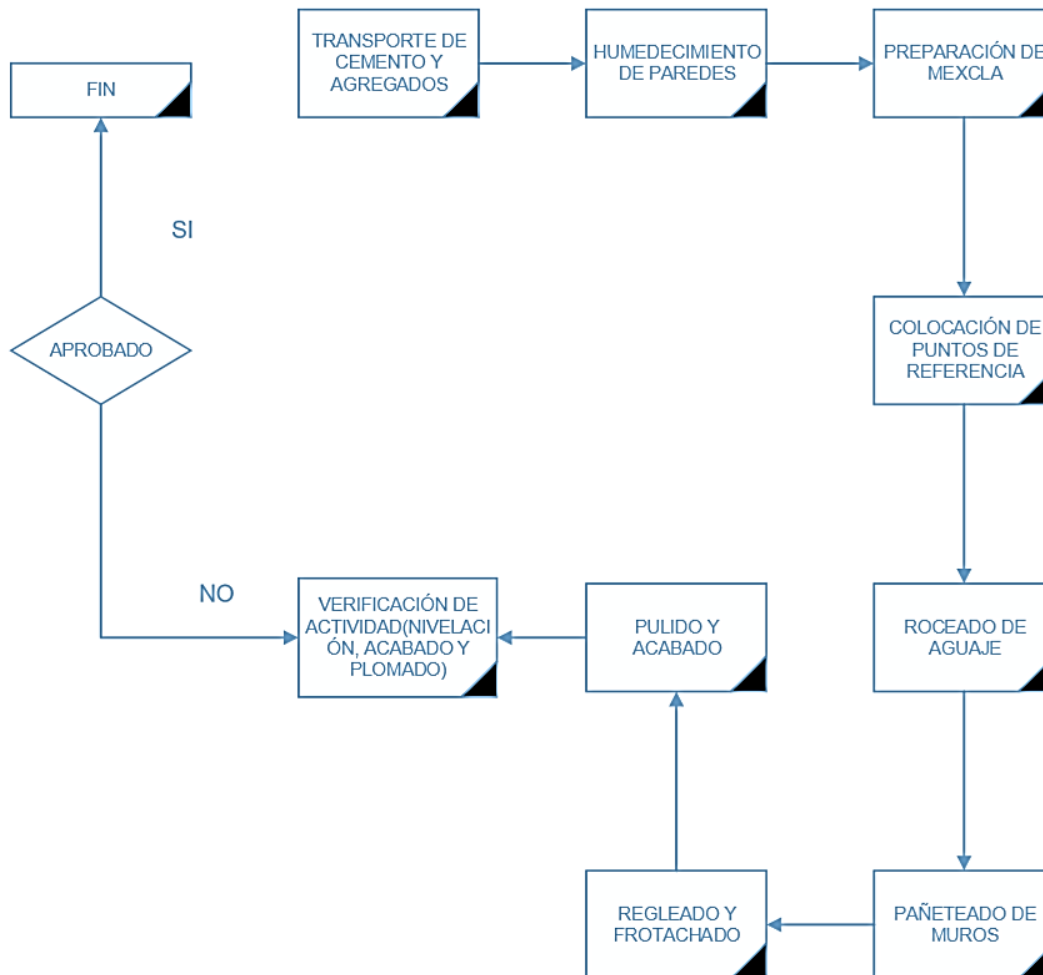 TRANSPORTE DE
CEMENTO Y
AGREGADOS
HUMEDECIMIENTO
DE PAREDES
PREPARACIÓN DE
MEXCLA
FIN
SI
COLOCACIÓN DE
PUNTOS DE
REFERENCIA
APROBADO
NO
VERIFICACIÓN DE
ACTIVIDAD(NIVELACI
ÓN, ACABADO Y
PLOMADO)
PULIDO Y
ACABADO
ROCEADO DE
AGUAJE
REGLEADO Y
FROTACHADO
PAÑETEADO DE
MUROS